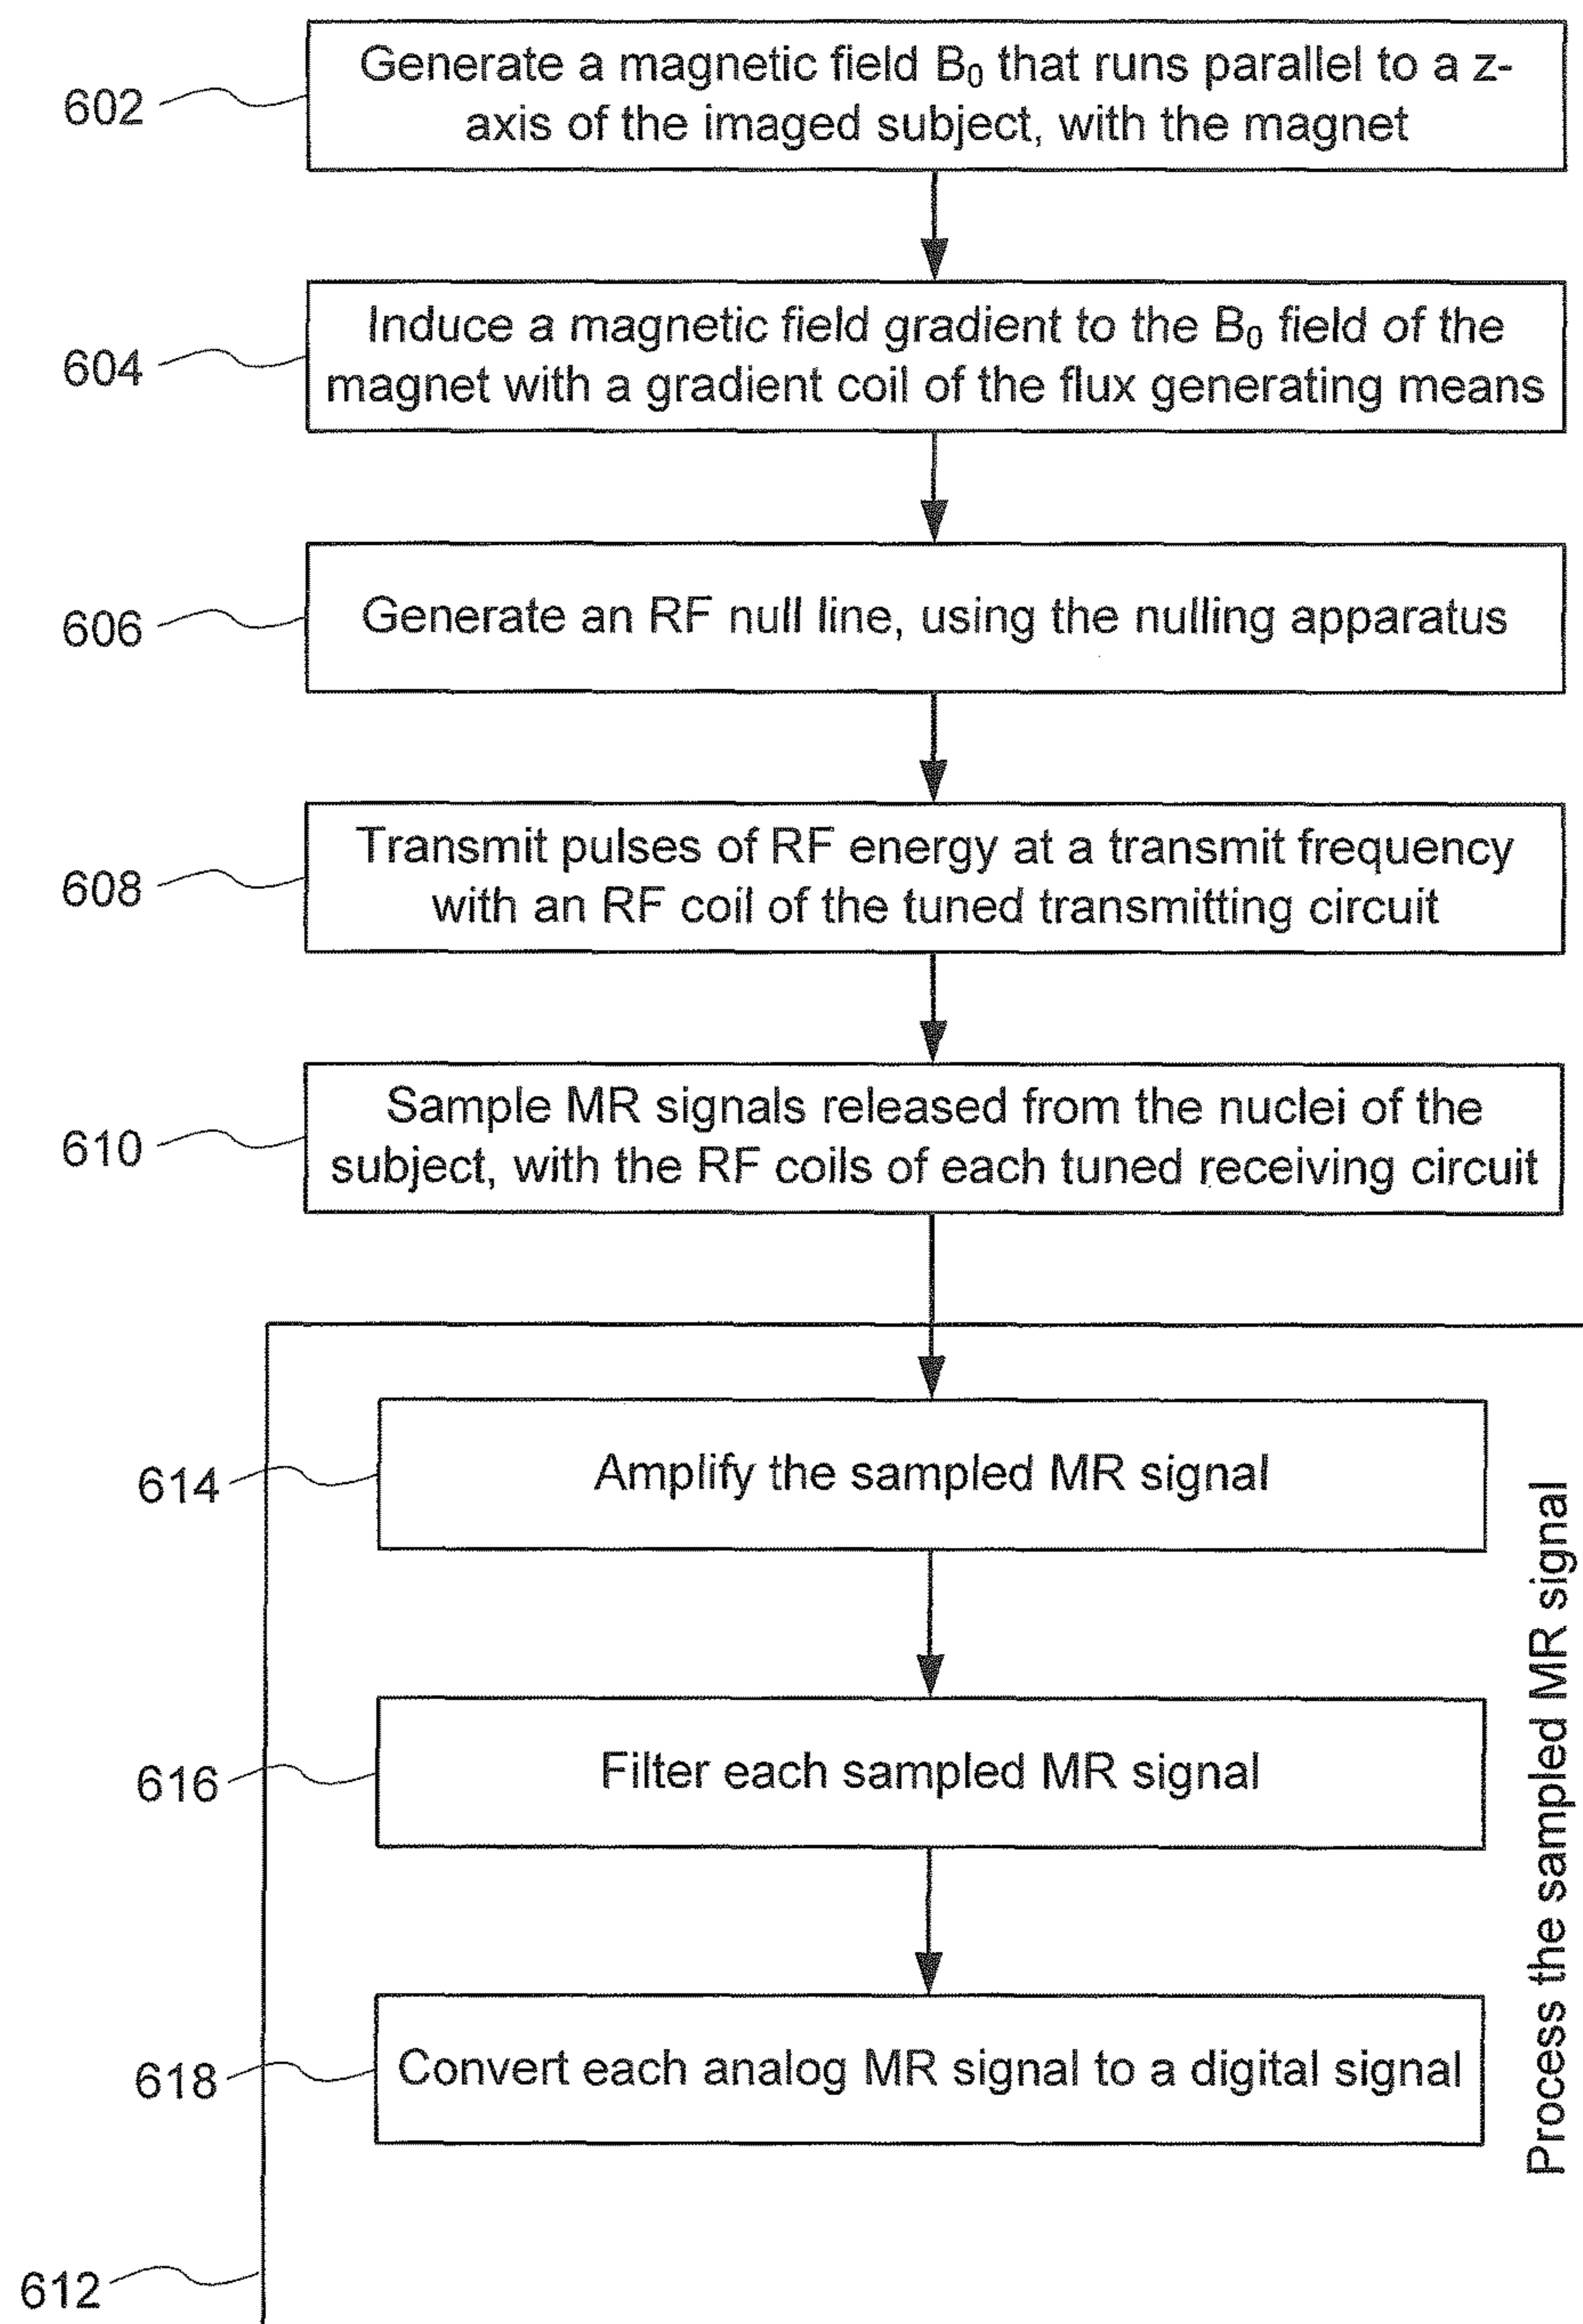 602
Generate a magnetic field B₀ that runs parallel to a z-
axis of the imaged subject, with the magnet
604
Induce a magnetic field gradient to the B₀ field of the
magnet with a gradient coil of the flux generating means
606
Generate an RF null line, using the nulling apparatus
608
Transmit pulses of RF energy at a transmit frequency
with an RF coil of the tuned transmitting circuit
610
Sample MR signals released from the nuclei of the
subject, with the RF coils of each tuned receiving circuit
614
Amplify the sampled MR signal
616
Filter each sampled MR signal
618
Convert each analog MR signal to a digital signal
Process the sampled MR signal
612